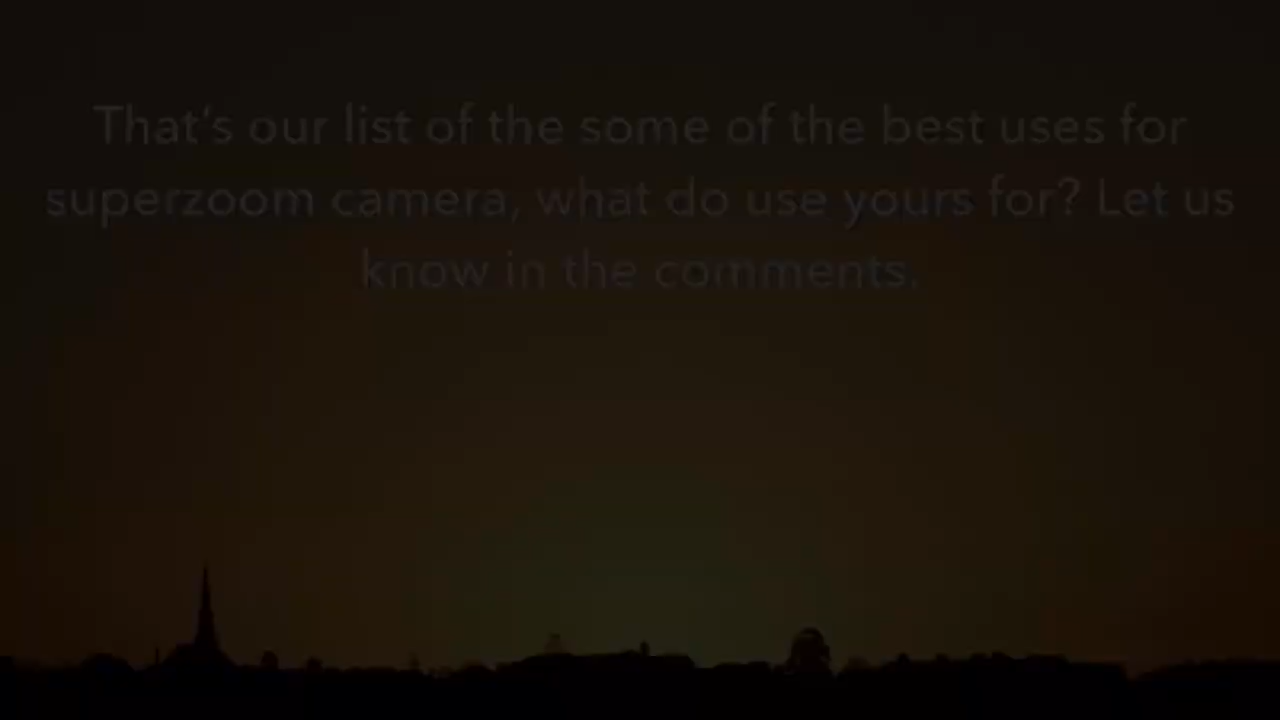 That's our list of the some of the best uses for
superzoom camera, what do use yours for? Let us
know in the comments.